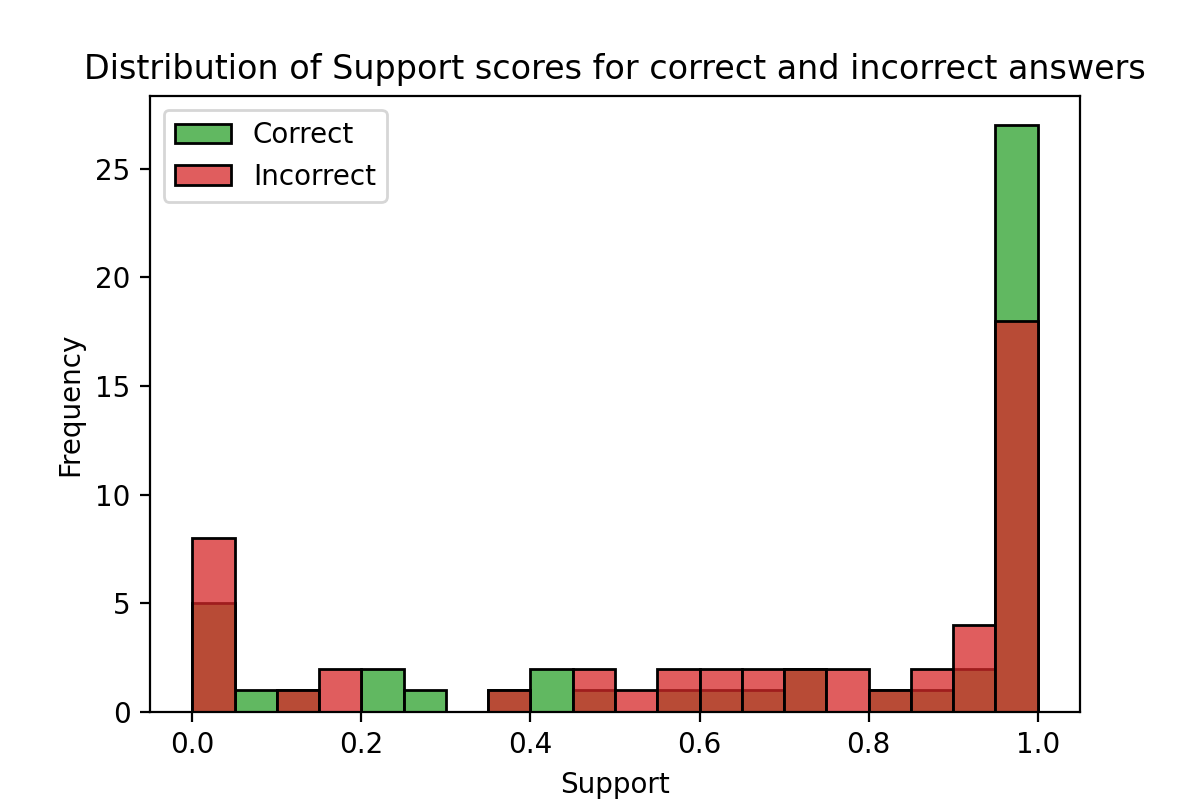 Distribution of Support scores for correct and incorrect answers
Correct
Incorrect
Frequency
25
20
15
10
5
0
0.0 0.2 0.4 0.6 0.8 1.0
Support